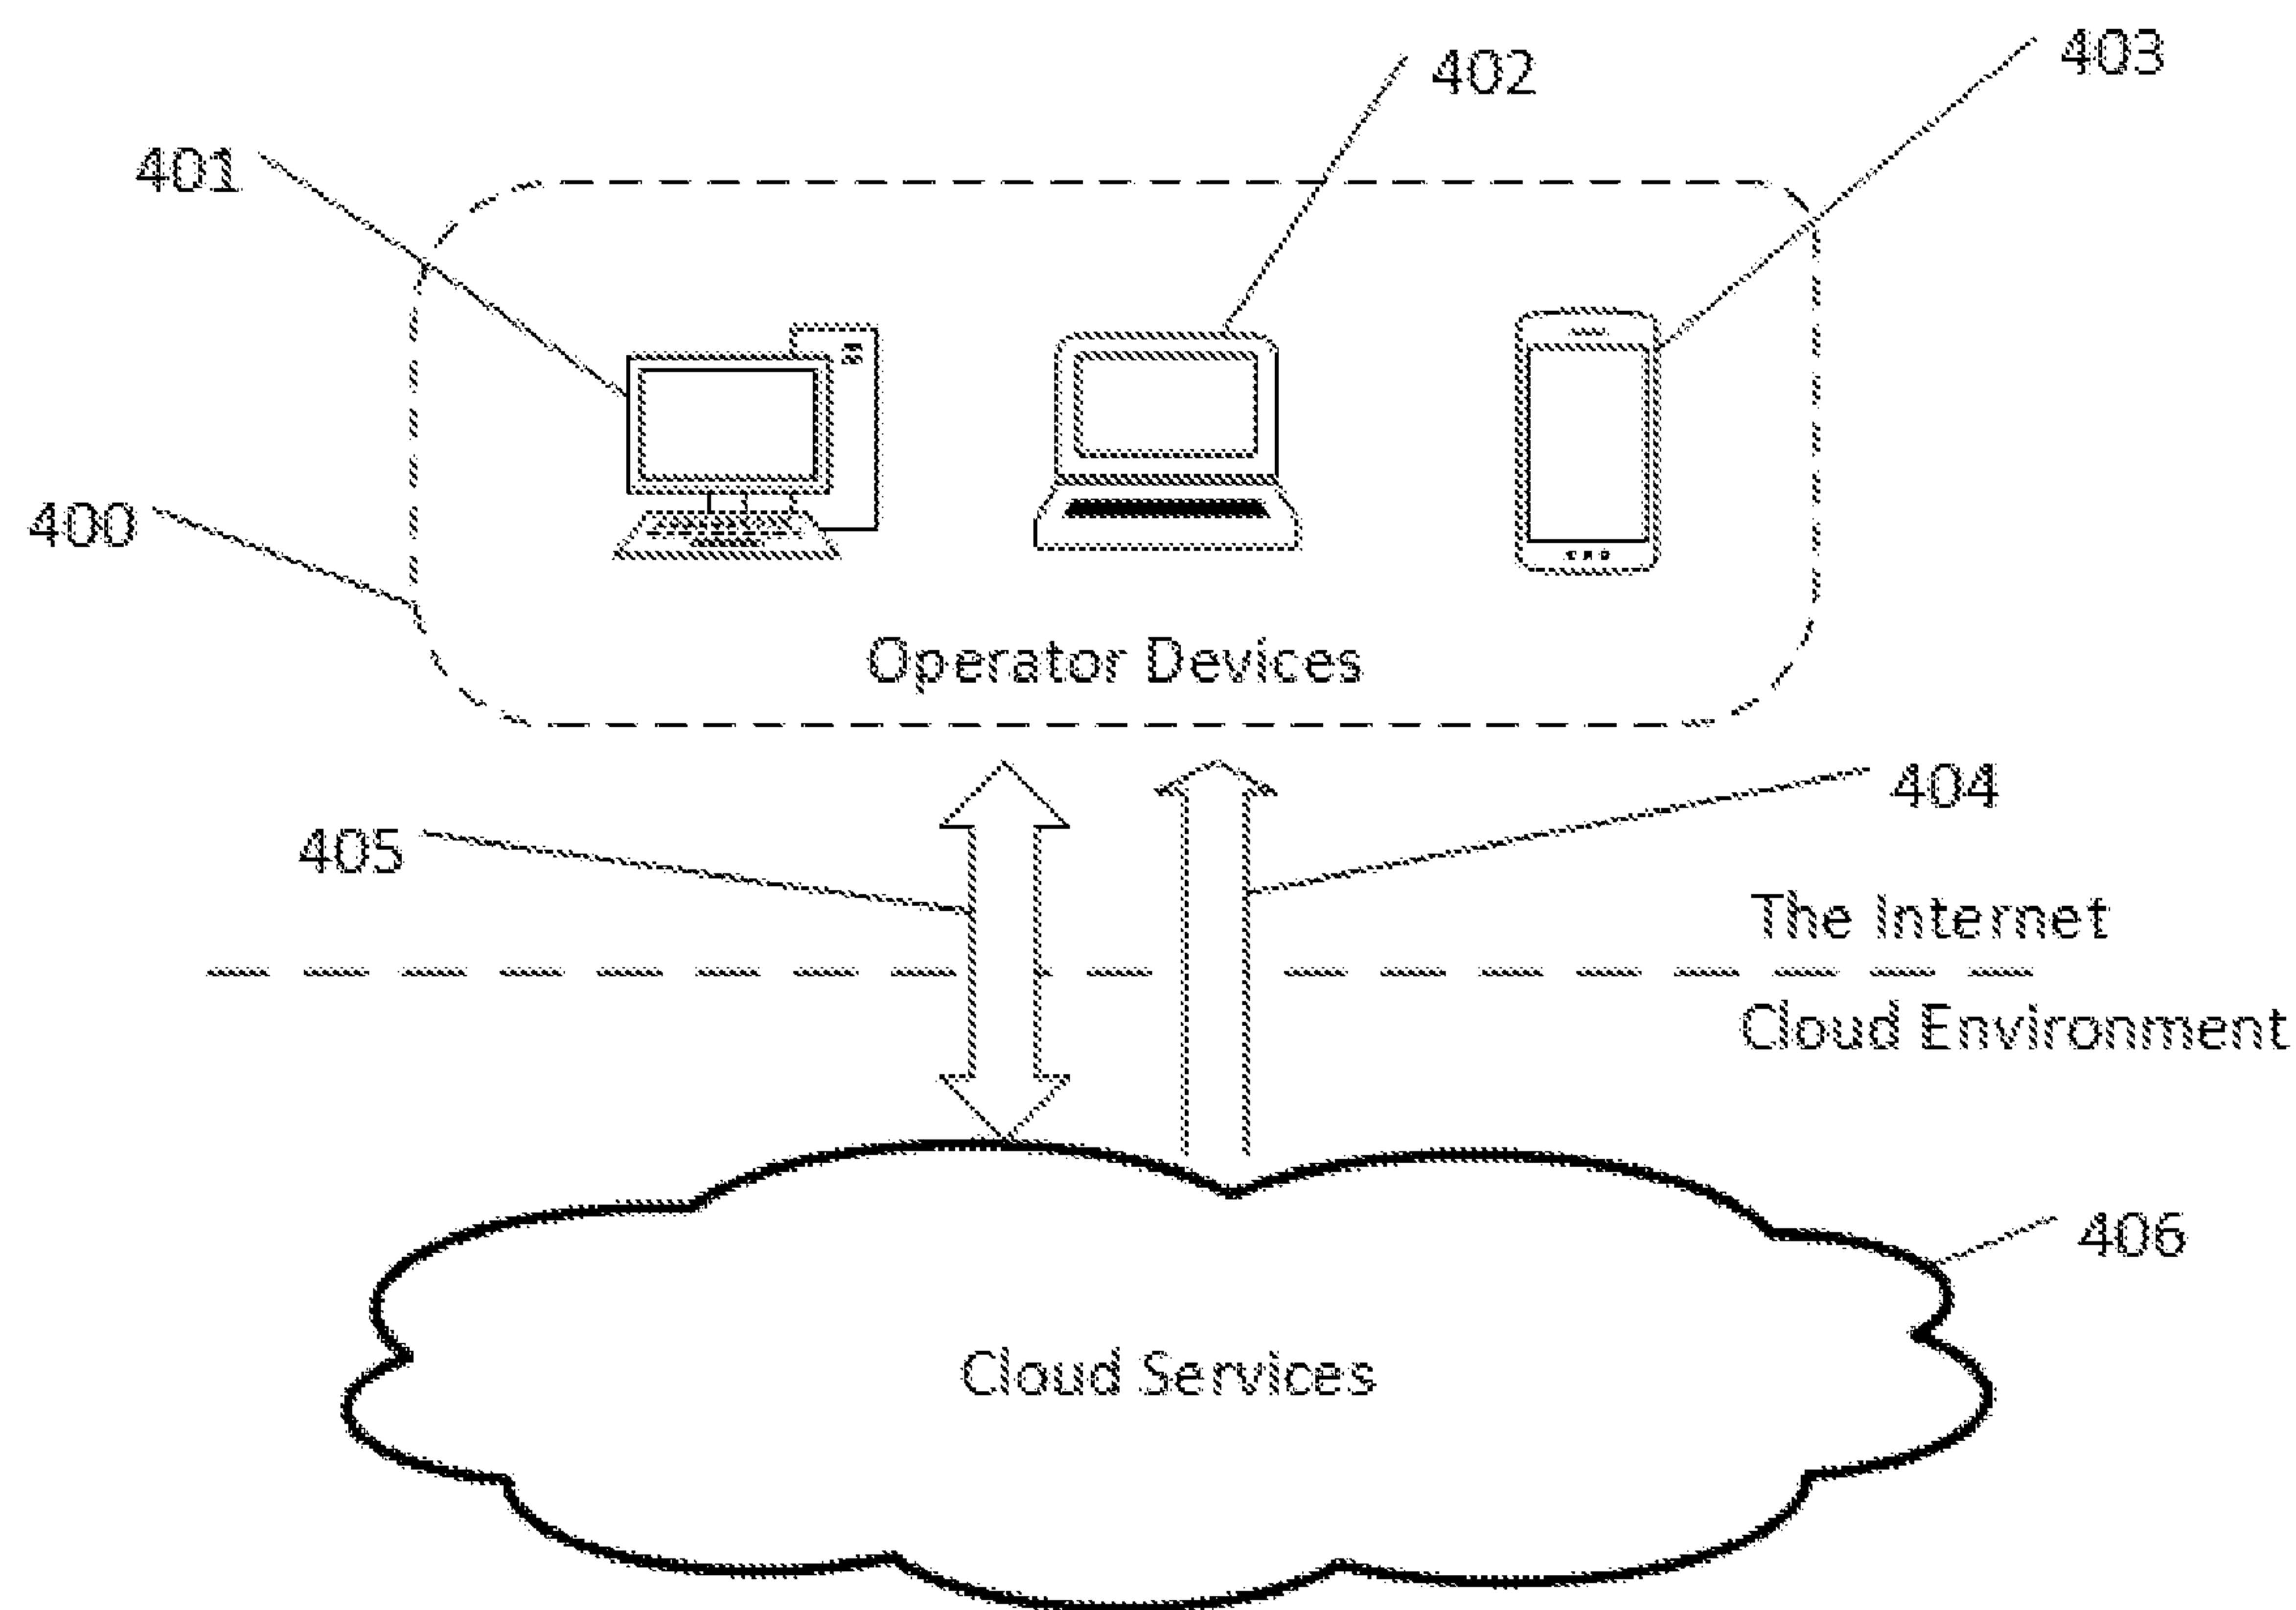 403
402
401
400
Operator Devices
404
405
The Internet
Cloud Environment
406
Cloud Services